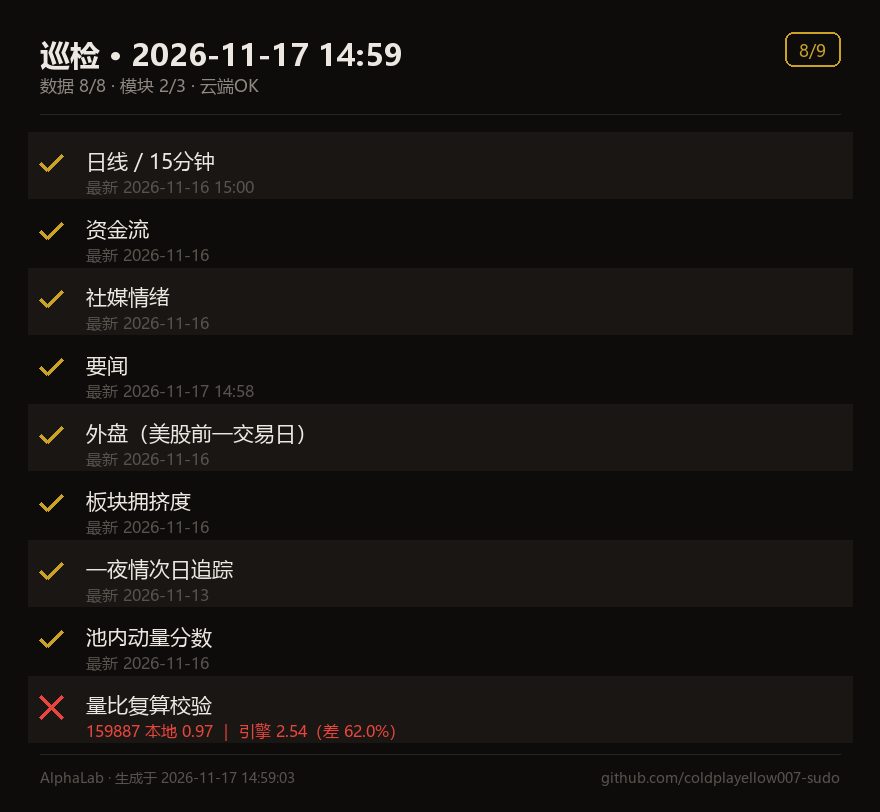 巡检 • 2026-11-17 14:59
8/9
数据 8/8 · 模块 2/3 · 云端OK
日线 / 15分钟
最新 2026-11-16 15:00
资金流
最新 2026-11-16
社媒情绪
最新 2026-11-16
要闻
最新 2026-11-17 14:58
外盘（美股前一交易日）
最新 2026-11-16
板块拥挤度
最新 2026-11-16
一夜情次日追踪
最新 2026-11-13
池内动量分数
最新 2026-11-16
量比复算校验
159887 本地 0.97 ｜ 引擎 2.54（差 62.0%）
AlphaLab · 生成于 2026-11-17 14:59:03
github.com/coldplayellow007-sudo